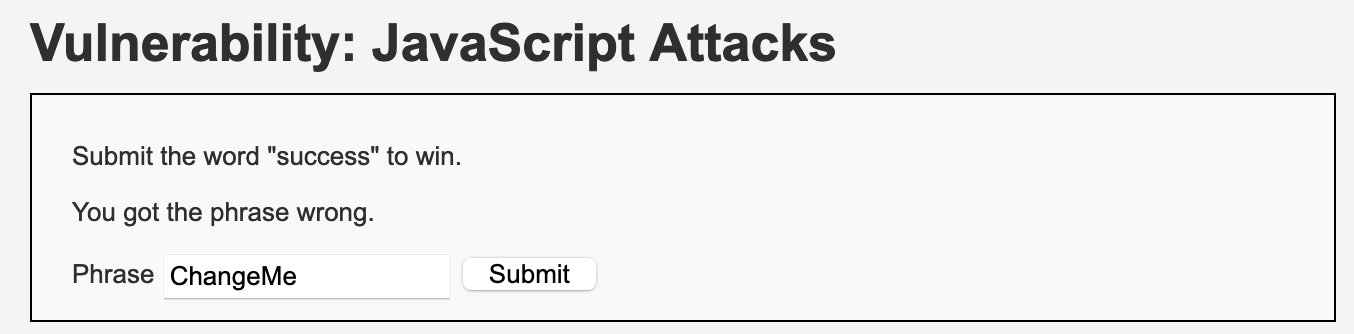 Vulnerability: JavaScript Attacks
Submit the word "success" to win.
You got the phrase wrong.
Phrase ChangeMe Submit